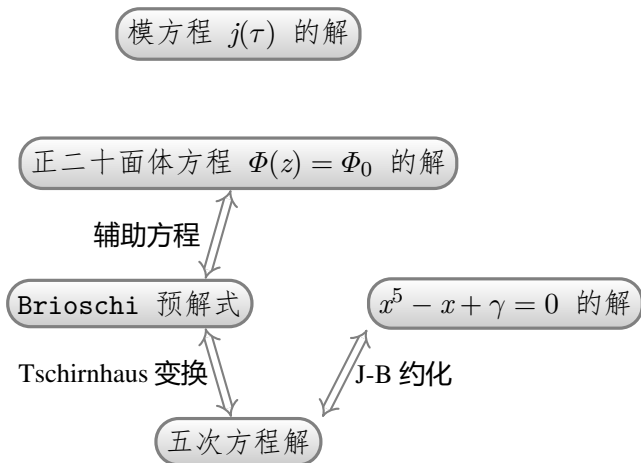 模方程 j(τ) 的解
正二十面体方程 Φ(z) = Φ₀ 的解
辅助方程
Brioschi 预解式
x⁵ − x + γ = 0 的解
Tschirnhaus 变换
J-B 约化
五次方程解